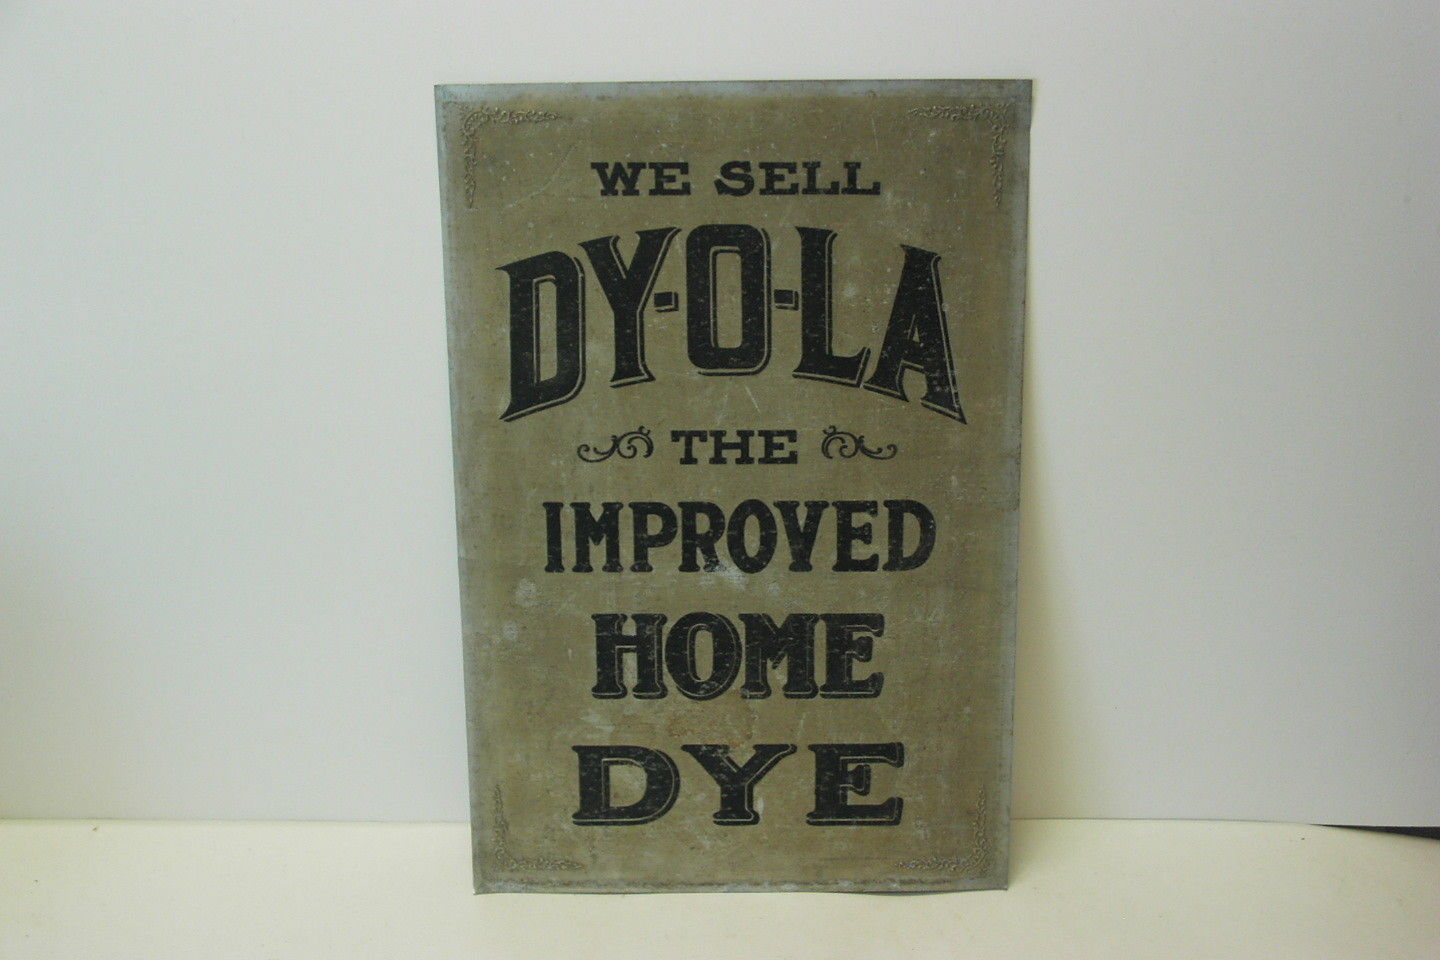 WE SELL
DY-O-LA
THE
IMPROVED
HOME
DYE